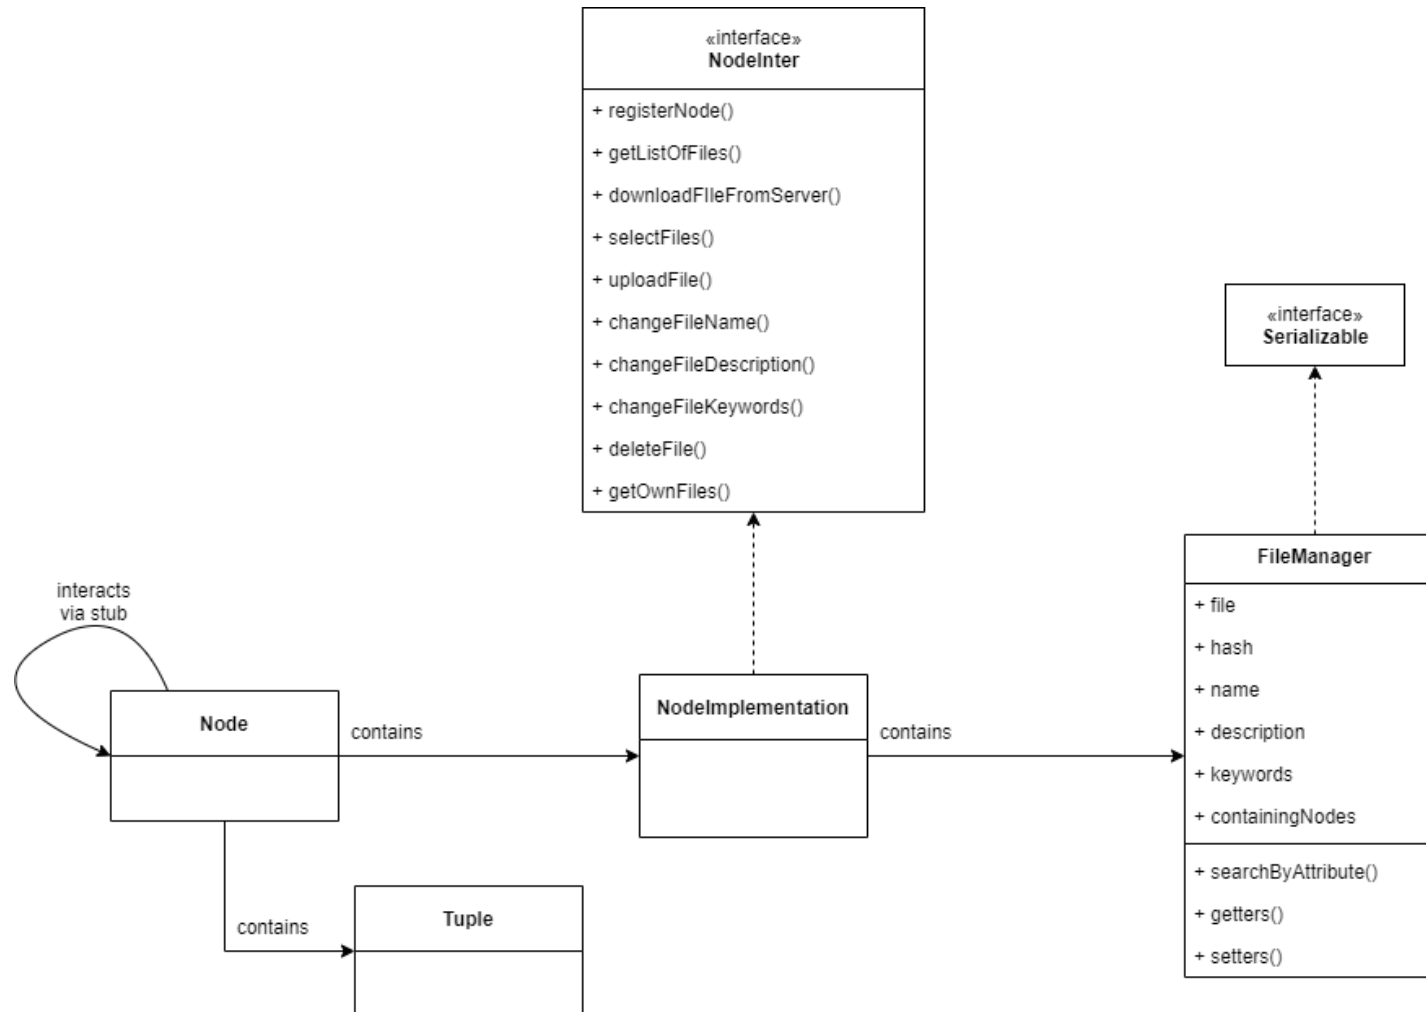 «interface»
NodeInter
+ registerNode()
+ getListOfFiles()
+ downloadFIleFromServer()
+ selectFiles()
+ uploadFile()
+ changeFileName()
+ changeFileDescription()
+ changeFileKeywords()
+ deleteFile()
+ getOwnFiles()
«interface»
Serializable
FileManager
+ file
+ hash
+ name
+ description
+ keywords
+ containingNodes
+ searchByAttribute()
+ getters()
+ setters()
interacts
via stub
Node
contains
NodeImplementation
contains
contains
Tuple